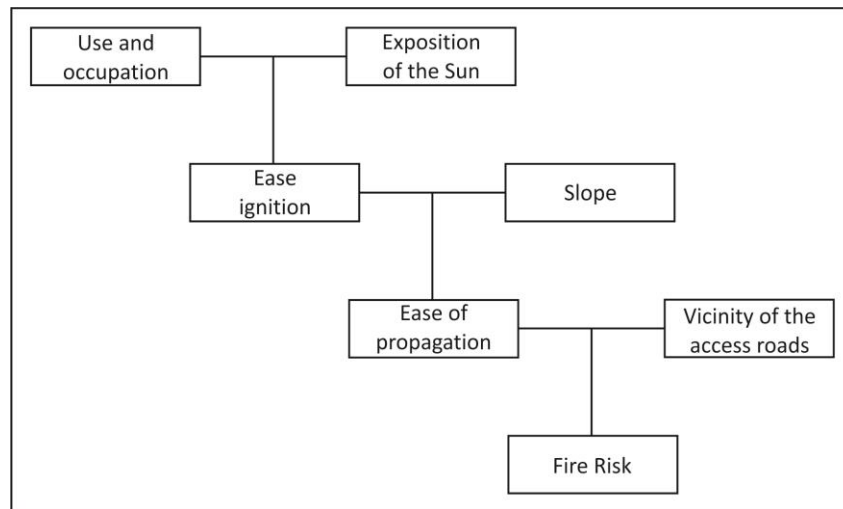 Use and
occupation
Exposition
of the Sun
Ease
ignition
Slope
Ease of
propagation
Vicinity of the
access roads
Fire Risk